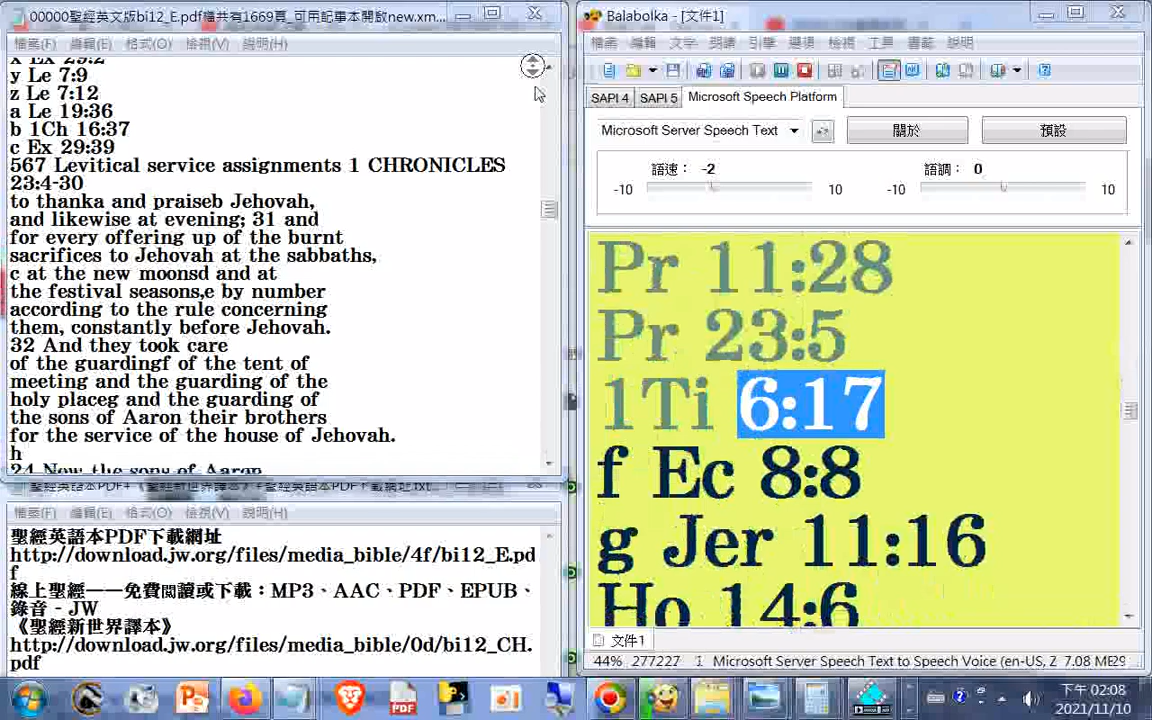 00000聖經英文版bi12_E.pdf檔共有1669頁_可用記事本開啟new.xm...
檔案(F) 編輯(E) 格式(O) 檢視(V) 說明(H)
x Ex 29:2
y Le 7:9
z Le 7:12
a Le 19:36
b 1Ch 16:37
c Ex 29:39
567 Levitical service assignments 1 CHRONICLES
23:4-30
to thanka and praiseb Jehovah,
and likewise at evening; 31 and
for every offering up of the burnt
sacrifices to Jehovah at the sabbaths,
c at the new moonsd and at
the festival seasons,e by number
according to the rule concerning
them, constantly before Jehovah.
32 And they took care
of the guardingf of the tent of
meeting and the guarding of the
holy placeg and the guarding of
the sons of Aaron their brothers
for the service of the house of Jehovah.
h
24 Now the sons of Aaron
檔案(F) 編輯(E) 格式(O) 檢視(V) 說明(H)
聖經英語本PDF下載網址
http://download.jw.org/files/media_bible/4f/bi12_E.pd
f
線上聖經——免費閱讀或下載：MP3、AAC、PDF、EPUB、
錄音 - JW
《聖經新世界譯本》
http://download.jw.org/files/media_bible/0d/bi12_CH.
pdf
Balabolka - [文件1]
檔案 編輯 文字 朗讀 引擎 選項 檢視 工具 書籤 說明
SAPI 4 SAPI 5 Microsoft Speech Platform
Microsoft Server Speech Text 關於 預設
語速： -2 語調： 0
-10 10 -10 10
Pr 11:28
Pr 23:5
1Ti 6:17
f Ec 8:8
g Jer 11:16
Ho 14:6
文件1
44% 277227 1 Microsoft Server Speech Text to Speech Voice (en-US, Z 7.08 ME29
PDF
下午 02:08
2021/11/10